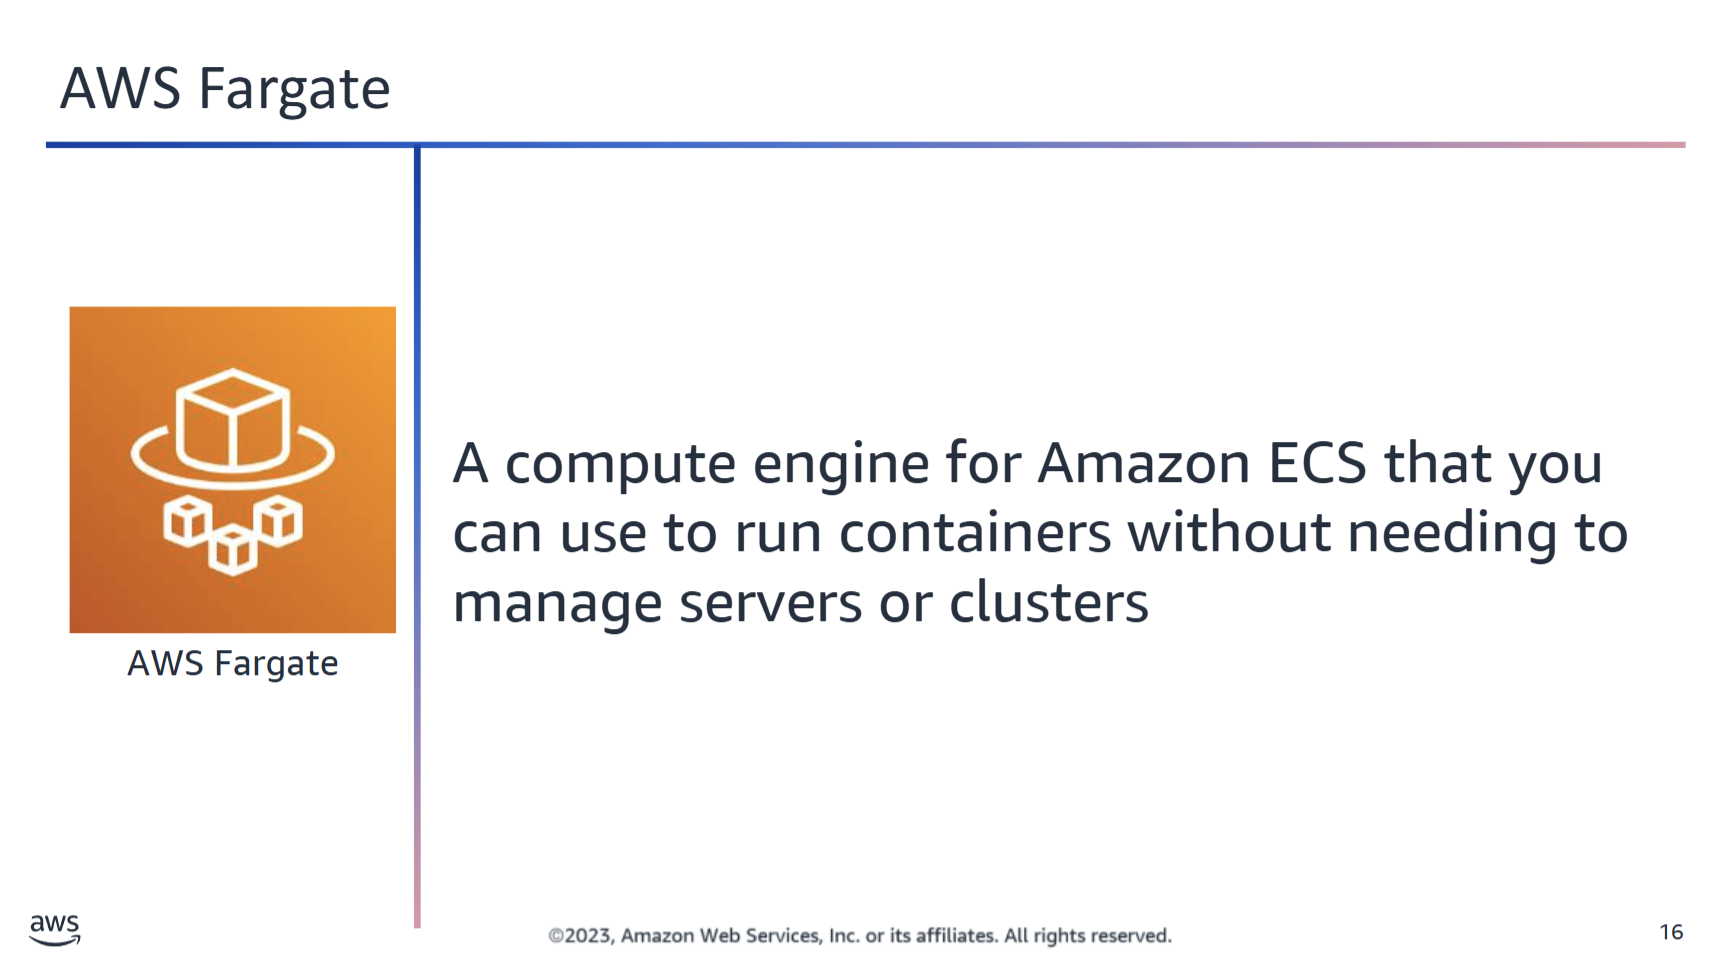 AWS Fargate
AWS Fargate
A compute engine for Amazon ECS that you
can use to run containers without needing to
manage servers or clusters
aws
©2023, Amazon Web Services, Inc. or its affiliates. All rights reserved.
16